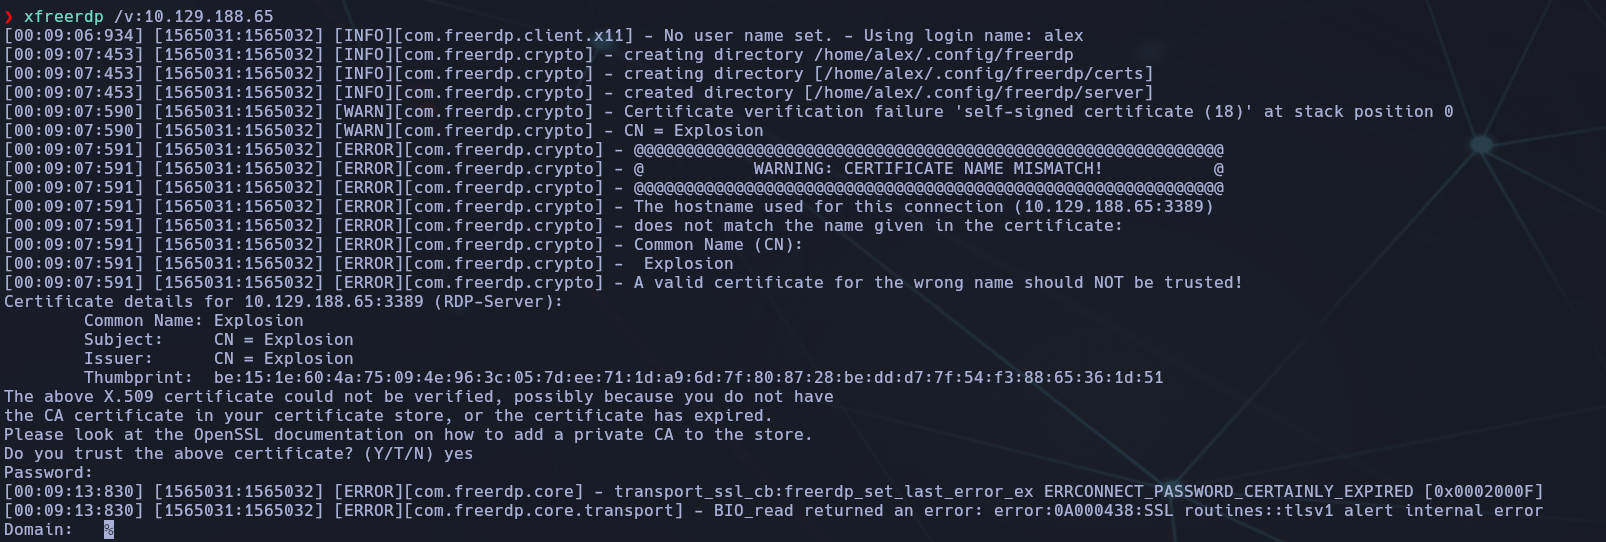 ❯ xfreerdp /v:10.129.188.65
[00:09:06:934] [1565031:1565032] [INFO][com.freerdp.client.x11] - No user name set. - Using login name: alex
[00:09:07:453] [1565031:1565032] [INFO][com.freerdp.crypto] - creating directory /home/alex/.config/freerdp
[00:09:07:453] [1565031:1565032] [INFO][com.freerdp.crypto] - creating directory [/home/alex/.config/freerdp/certs]
[00:09:07:453] [1565031:1565032] [INFO][com.freerdp.crypto] - created directory [/home/alex/.config/freerdp/server]
[00:09:07:590] [1565031:1565032] [WARN][com.freerdp.crypto] - Certificate verification failure 'self-signed certificate (18)' at stack position 0
[00:09:07:590] [1565031:1565032] [WARN][com.freerdp.crypto] - CN = Explosion
[00:09:07:591] [1565031:1565032] [ERROR][com.freerdp.crypto] - @@@@@@@@@@@@@@@@@@@@@@@@@@@@@@@@@@@@@@@@@@@@@@@@@@@@@@@@@@@
[00:09:07:591] [1565031:1565032] [ERROR][com.freerdp.crypto] - @           WARNING: CERTIFICATE NAME MISMATCH!           @
[00:09:07:591] [1565031:1565032] [ERROR][com.freerdp.crypto] - @@@@@@@@@@@@@@@@@@@@@@@@@@@@@@@@@@@@@@@@@@@@@@@@@@@@@@@@@@@
[00:09:07:591] [1565031:1565032] [ERROR][com.freerdp.crypto] - The hostname used for this connection (10.129.188.65:3389)
[00:09:07:591] [1565031:1565032] [ERROR][com.freerdp.crypto] - does not match the name given in the certificate:
[00:09:07:591] [1565031:1565032] [ERROR][com.freerdp.crypto] - Common Name (CN):
[00:09:07:591] [1565031:1565032] [ERROR][com.freerdp.crypto] -  Explosion
[00:09:07:591] [1565031:1565032] [ERROR][com.freerdp.crypto] - A valid certificate for the wrong name should NOT be trusted!
Certificate details for 10.129.188.65:3389 (RDP-Server):
        Common Name: Explosion
        Subject:     CN = Explosion
        Issuer:      CN = Explosion
        Thumbprint:  be:15:1e:60:4a:75:09:4e:96:3c:05:7d:ee:71:1d:a9:6d:7f:80:87:28:be:dd:d7:7f:54:f3:88:65:36:1d:51
The above X.509 certificate could not be verified, possibly because you do not have
the CA certificate in your certificate store, or the certificate has expired.
Please look at the OpenSSL documentation on how to add a private CA to the store.
Do you trust the above certificate? (Y/T/N) yes
Password:
[00:09:13:830] [1565031:1565032] [ERROR][com.freerdp.core] - transport_ssl_cb:freerdp_set_last_error_ex ERRCONNECT_PASSWORD_CERTAINLY_EXPIRED [0x0002000F]
[00:09:13:830] [1565031:1565032] [ERROR][com.freerdp.core.transport] - BIO_read returned an error: error:0A000438:SSL routines::tlsv1 alert internal error
Domain:   %